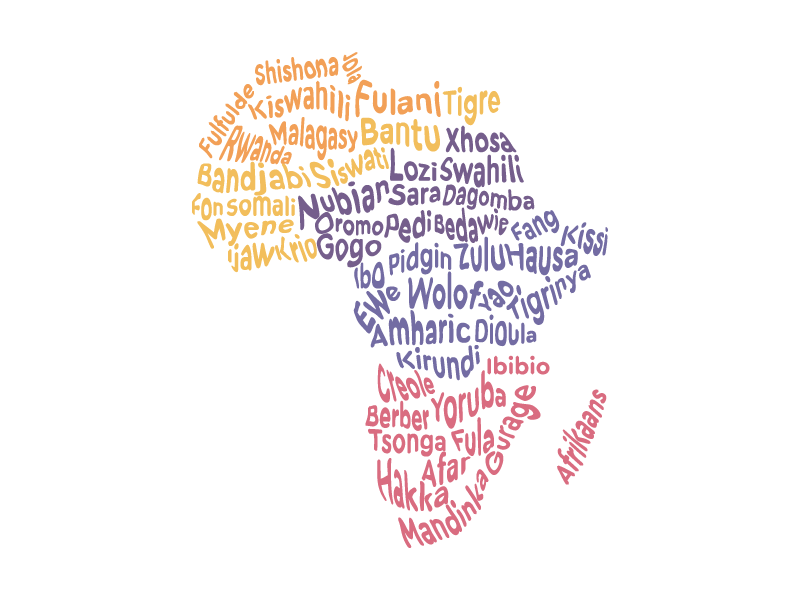 Shishona Jola
Fulfulde Kiswahili Fulani Tigre
Rwanda Malagasy Bantu Xhosa
Bandjabi Siswati Lozi Swahili
Fon somali Nubian Sara Dagomba
Myene Oromo Pedi Bedawie Fang Kissi
Ijaw Krio Gogo
Ibo Pidgin Zulu Hausa
Ewe Wolof Yao Tigrinya
Amharic Dioula
Kirundi Ibibio
Creole
Berber Yoruba Gurage
Tsonga Fula Afrikaans
Hakka Afar
Mandinka